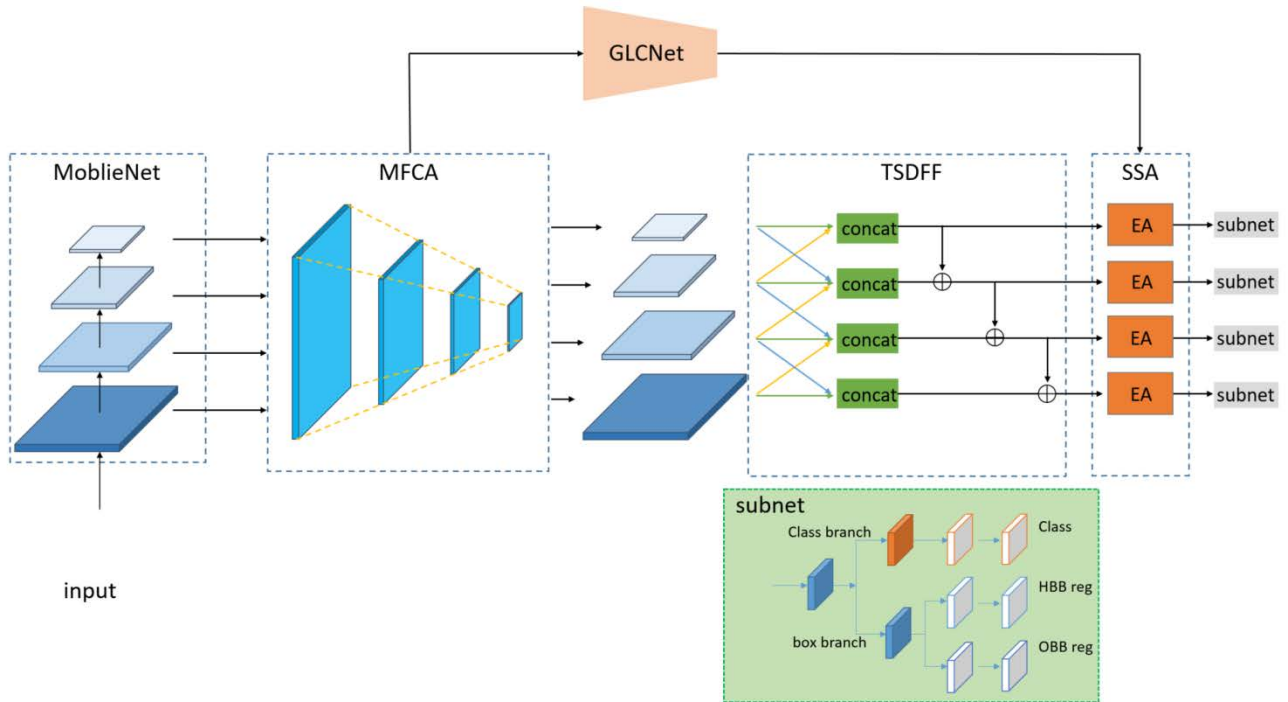 GLCNet
MoblieNet
MFCA
TSDFF
SSA
concat
EA
subnet
concat
EA
subnet
concat
EA
subnet
concat
EA
subnet
input
subnet
Class branch
Class
HBB reg
box branch
OBB reg